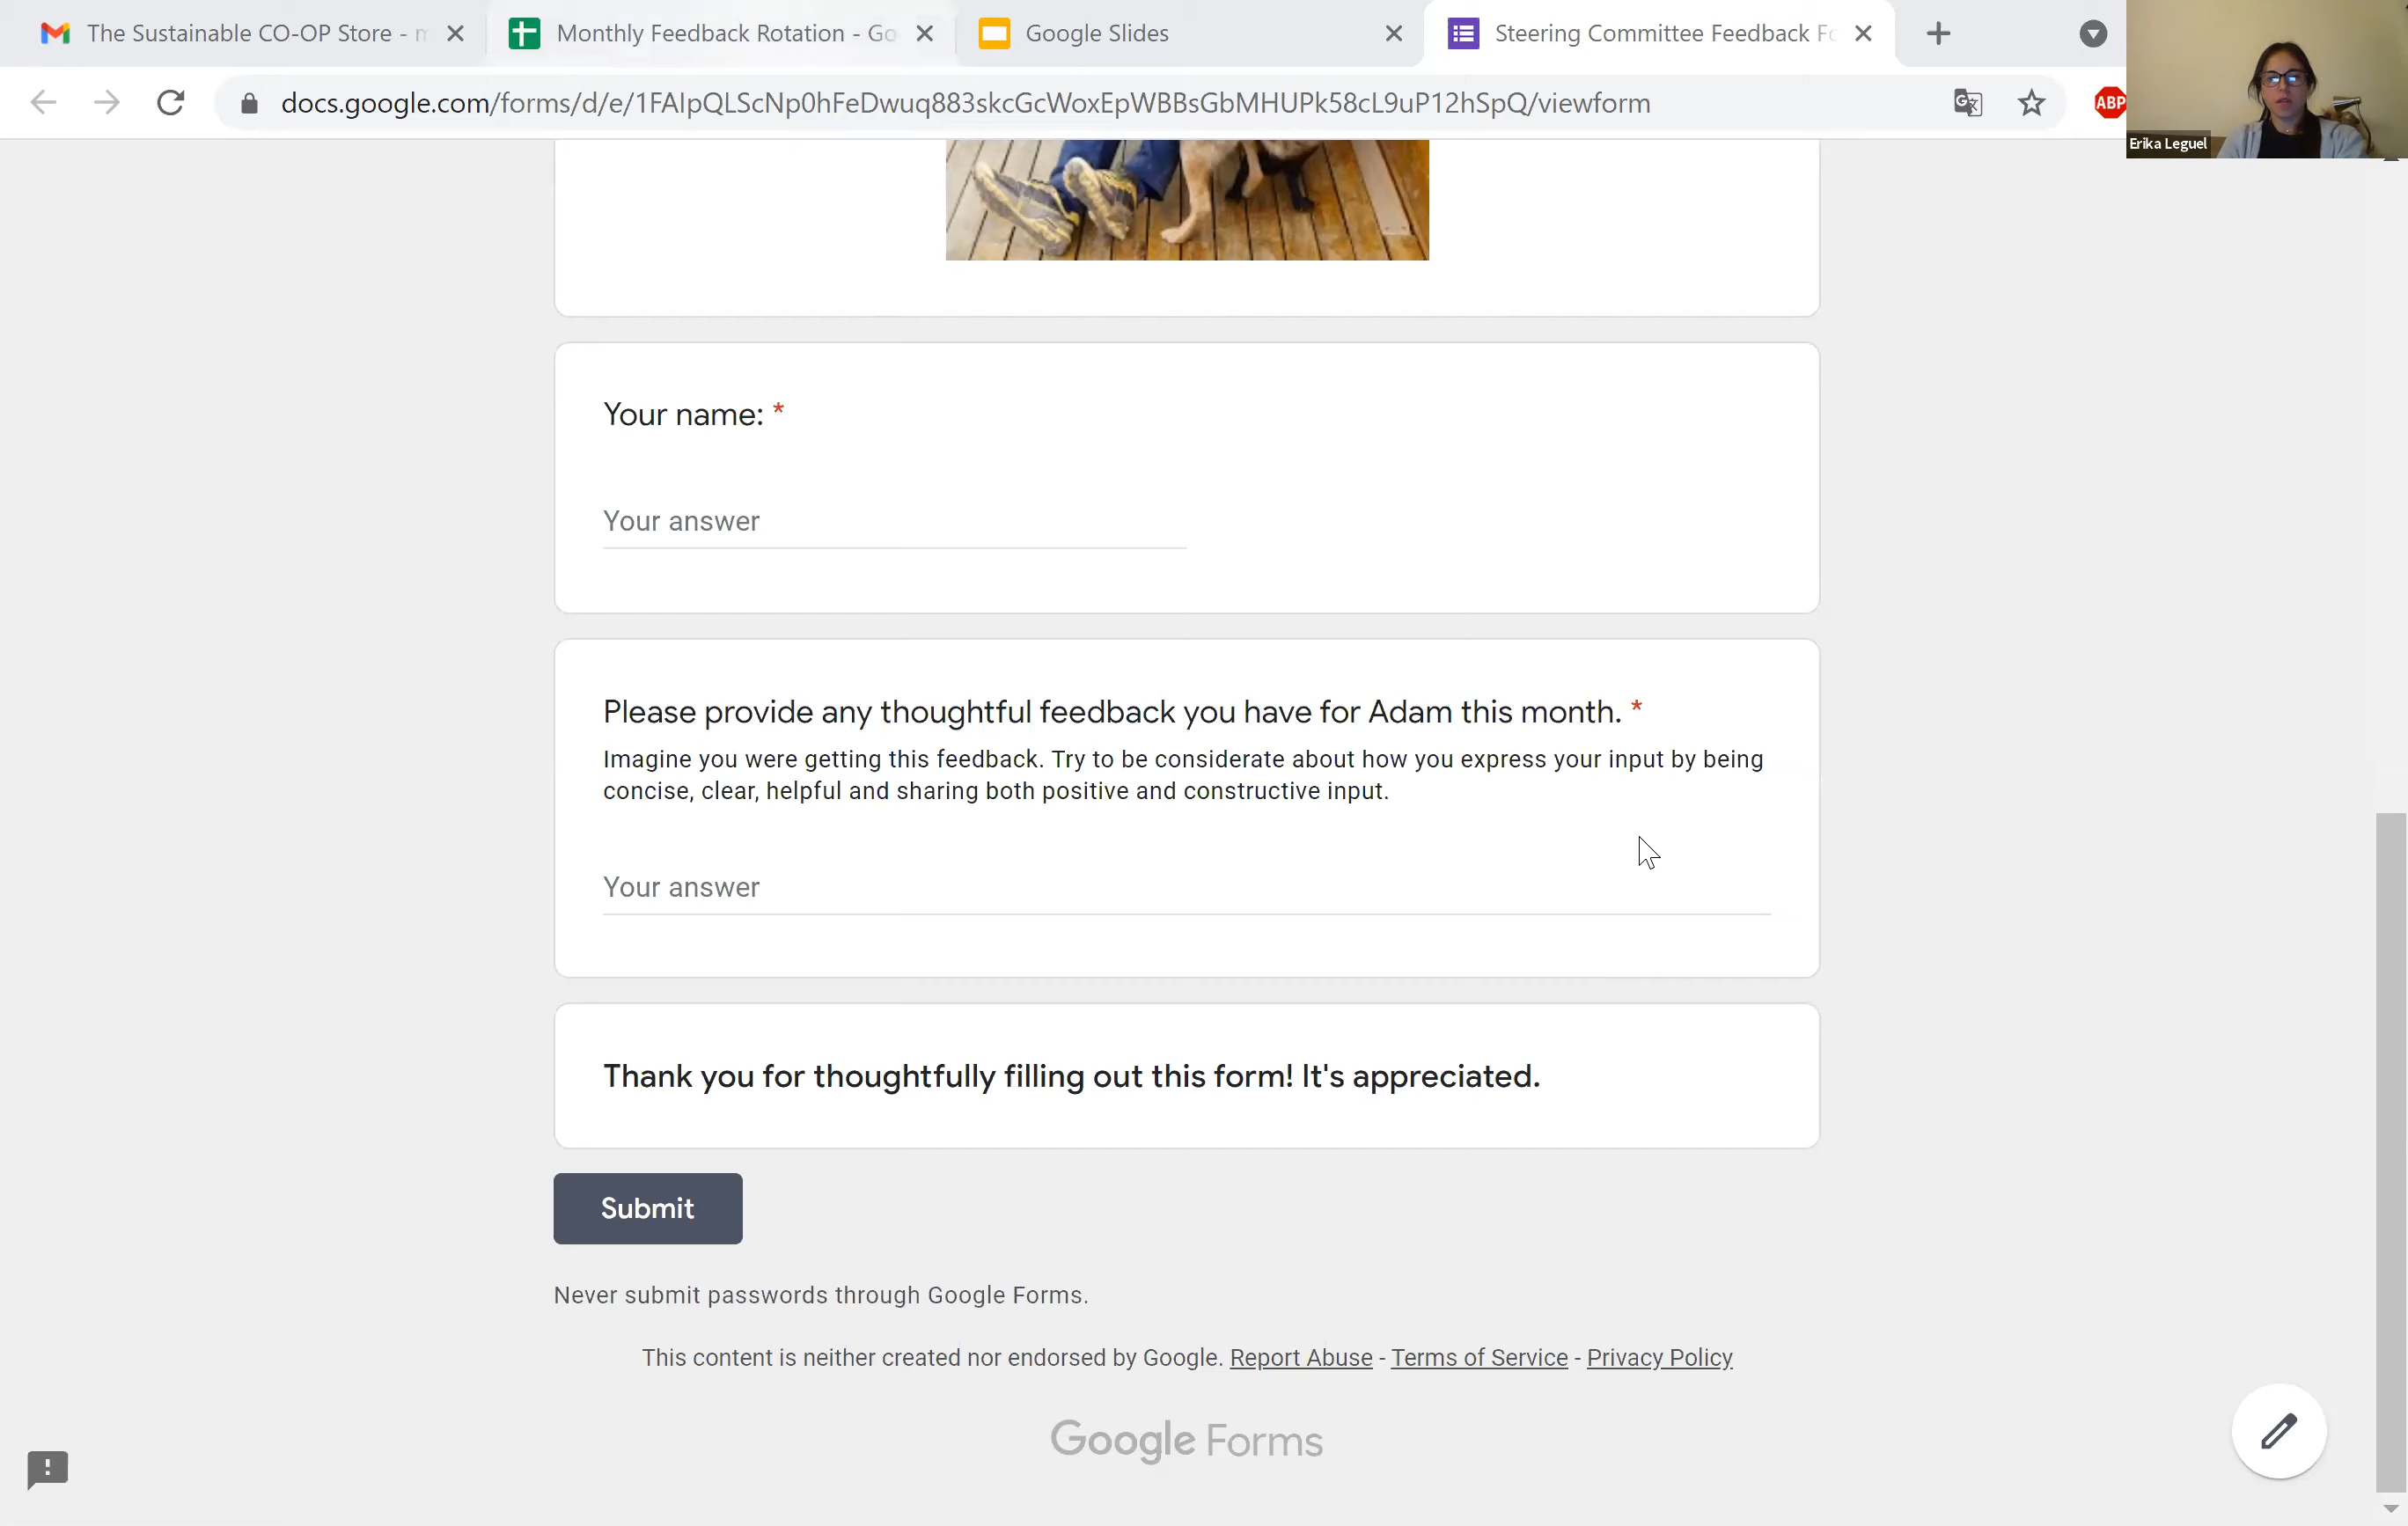 The Sustainable CO-OP Store - m
Monthly Feedback Rotation - Go
Google Slides
Steering Committee Feedback Fo
docs.google.com/forms/d/e/1FAIpQLScNp0hFeDwuq883skcGcWoxEpWBBsGbMHUPk58cL9uP12hSpQ/viewform
ABP
Erika Leguel
Your name: *
Your answer
Please provide any thoughtful feedback you have for Adam this month. *
Imagine you were getting this feedback. Try to be considerate about how you express your input by being
concise, clear, helpful and sharing both positive and constructive input.
Your answer
Thank you for thoughtfully filling out this form! It's appreciated.
Submit
Never submit passwords through Google Forms.
This content is neither created nor endorsed by Google. Report Abuse - Terms of Service - Privacy Policy
Google Forms